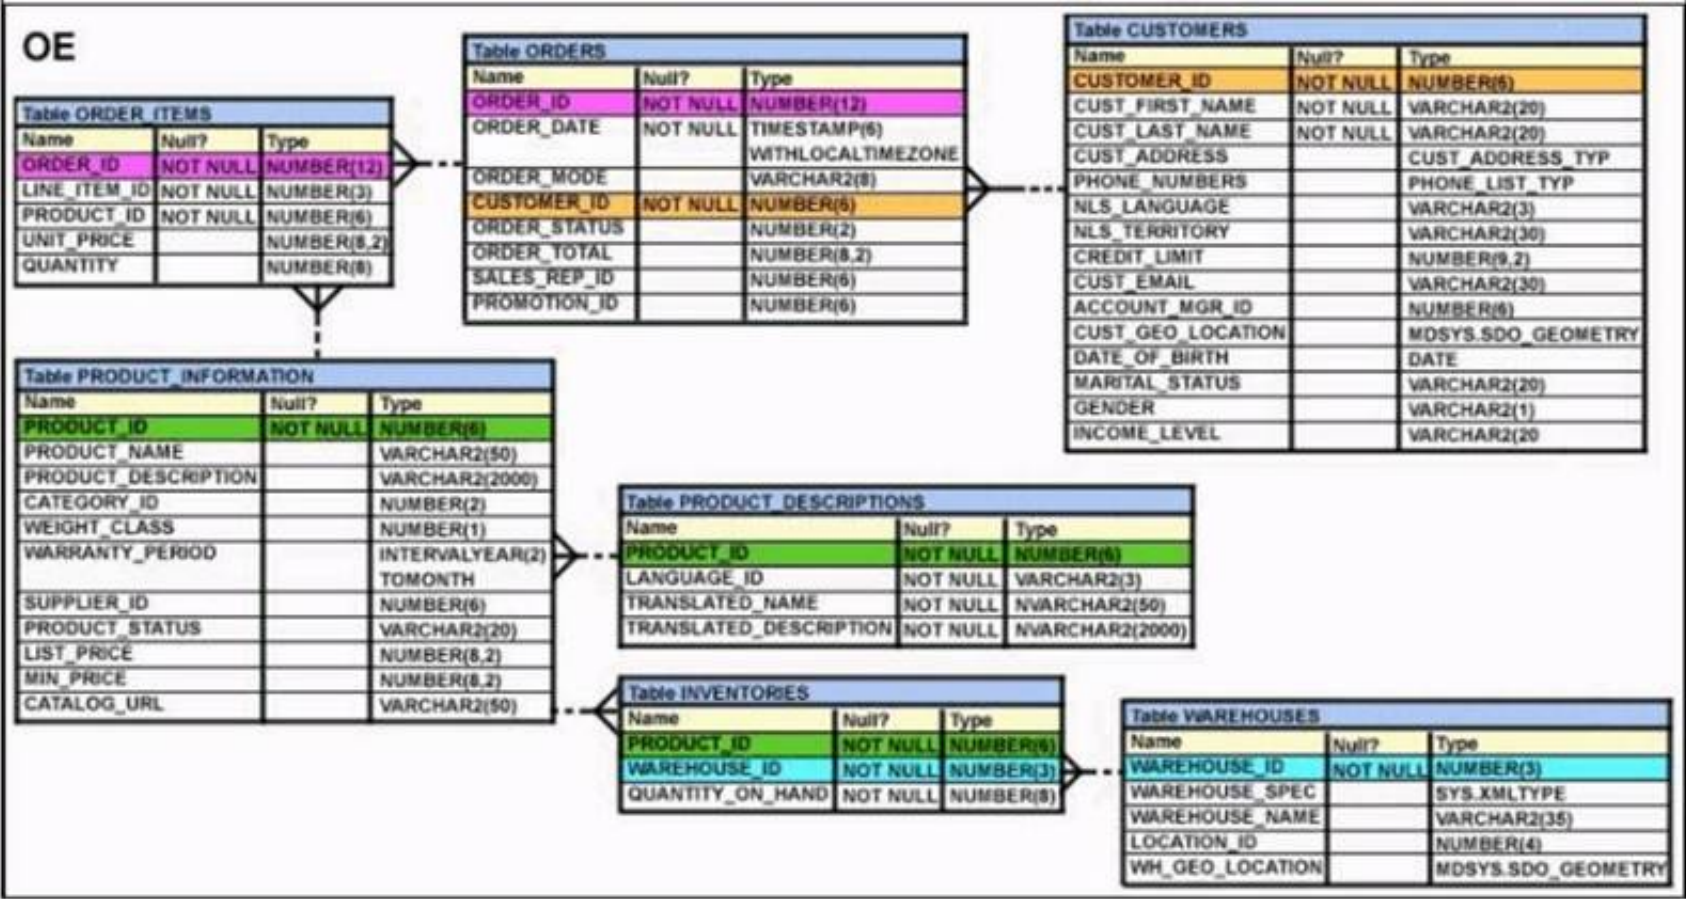 OE
Table ORDER_ITEMS
Name Null? Type
ORDER_ID NOT NULL NUMBER(12)
LINE_ITEM_ID NOT NULL NUMBER(3)
PRODUCT_ID NOT NULL NUMBER(6)
UNIT_PRICE NUMBER(8,2)
QUANTITY NUMBER(8)
Table ORDERS
Name Null? Type
ORDER_ID NOT NULL NUMBER(12)
ORDER_DATE NOT NULL TIMESTAMP(6)
WITHLOCALTIMEZONE
ORDER_MODE VARCHAR2(8)
CUSTOMER_ID NOT NULL NUMBER(6)
ORDER_STATUS NUMBER(2)
ORDER_TOTAL NUMBER(8,2)
SALES_REP_ID NUMBER(6)
PROMOTION_ID NUMBER(6)
Table CUSTOMERS
Name Null? Type
CUSTOMER_ID NOT NULL NUMBER(6)
CUST_FIRST_NAME NOT NULL VARCHAR2(20)
CUST_LAST_NAME NOT NULL VARCHAR2(20)
CUST_ADDRESS CUST_ADDRESS_TYP
PHONE_NUMBERS PHONE_LIST_TYP
NLS_LANGUAGE VARCHAR2(3)
NLS_TERRITORY VARCHAR2(30)
CREDIT_LIMIT NUMBER(9,2)
CUST_EMAIL VARCHAR2(30)
ACCOUNT_MGR_ID NUMBER(6)
CUST_GEO_LOCATION MDSYS.SDO_GEOMETRY
DATE_OF_BIRTH DATE
MARITAL_STATUS VARCHAR2(20)
GENDER VARCHAR2(1)
INCOME_LEVEL VARCHAR2(20
Table PRODUCT_INFORMATION
Name Null? Type
PRODUCT_ID NOT NULL NUMBER(6)
PRODUCT_NAME VARCHAR2(50)
PRODUCT_DESCRIPTION VARCHAR2(2000)
CATEGORY_ID NUMBER(2)
WEIGHT_CLASS NUMBER(1)
WARRANTY_PERIOD INTERVALYEAR(2)
TOMONTH
SUPPLIER_ID NUMBER(6)
PRODUCT_STATUS VARCHAR2(20)
LIST_PRICE NUMBER(8,2)
MIN_PRICE NUMBER(8,2)
CATALOG_URL VARCHAR2(50)
Table PRODUCT_DESCRIPTIONS
Name Null? Type
PRODUCT_ID NOT NULL NUMBER(6)
LANGUAGE_ID NOT NULL VARCHAR2(3)
TRANSLATED_NAME NOT NULL NVARCHAR2(50)
TRANSLATED_DESCRIPTION NOT NULL NVARCHAR2(2000)
Table INVENTORIES
Name Null? Type
PRODUCT_ID NOT NULL NUMBER(6)
WAREHOUSE_ID NOT NULL NUMBER(3)
QUANTITY_ON_HAND NOT NULL NUMBER(8)
Table WAREHOUSES
Name Null? Type
WAREHOUSE_ID NOT NULL NUMBER(3)
WAREHOUSE_SPEC SYS.XMLTYPE
WAREHOUSE_NAME VARCHAR2(35)
LOCATION_ID NUMBER(4)
WH_GEO_LOCATION MDSYS.SDO_GEOMETRY